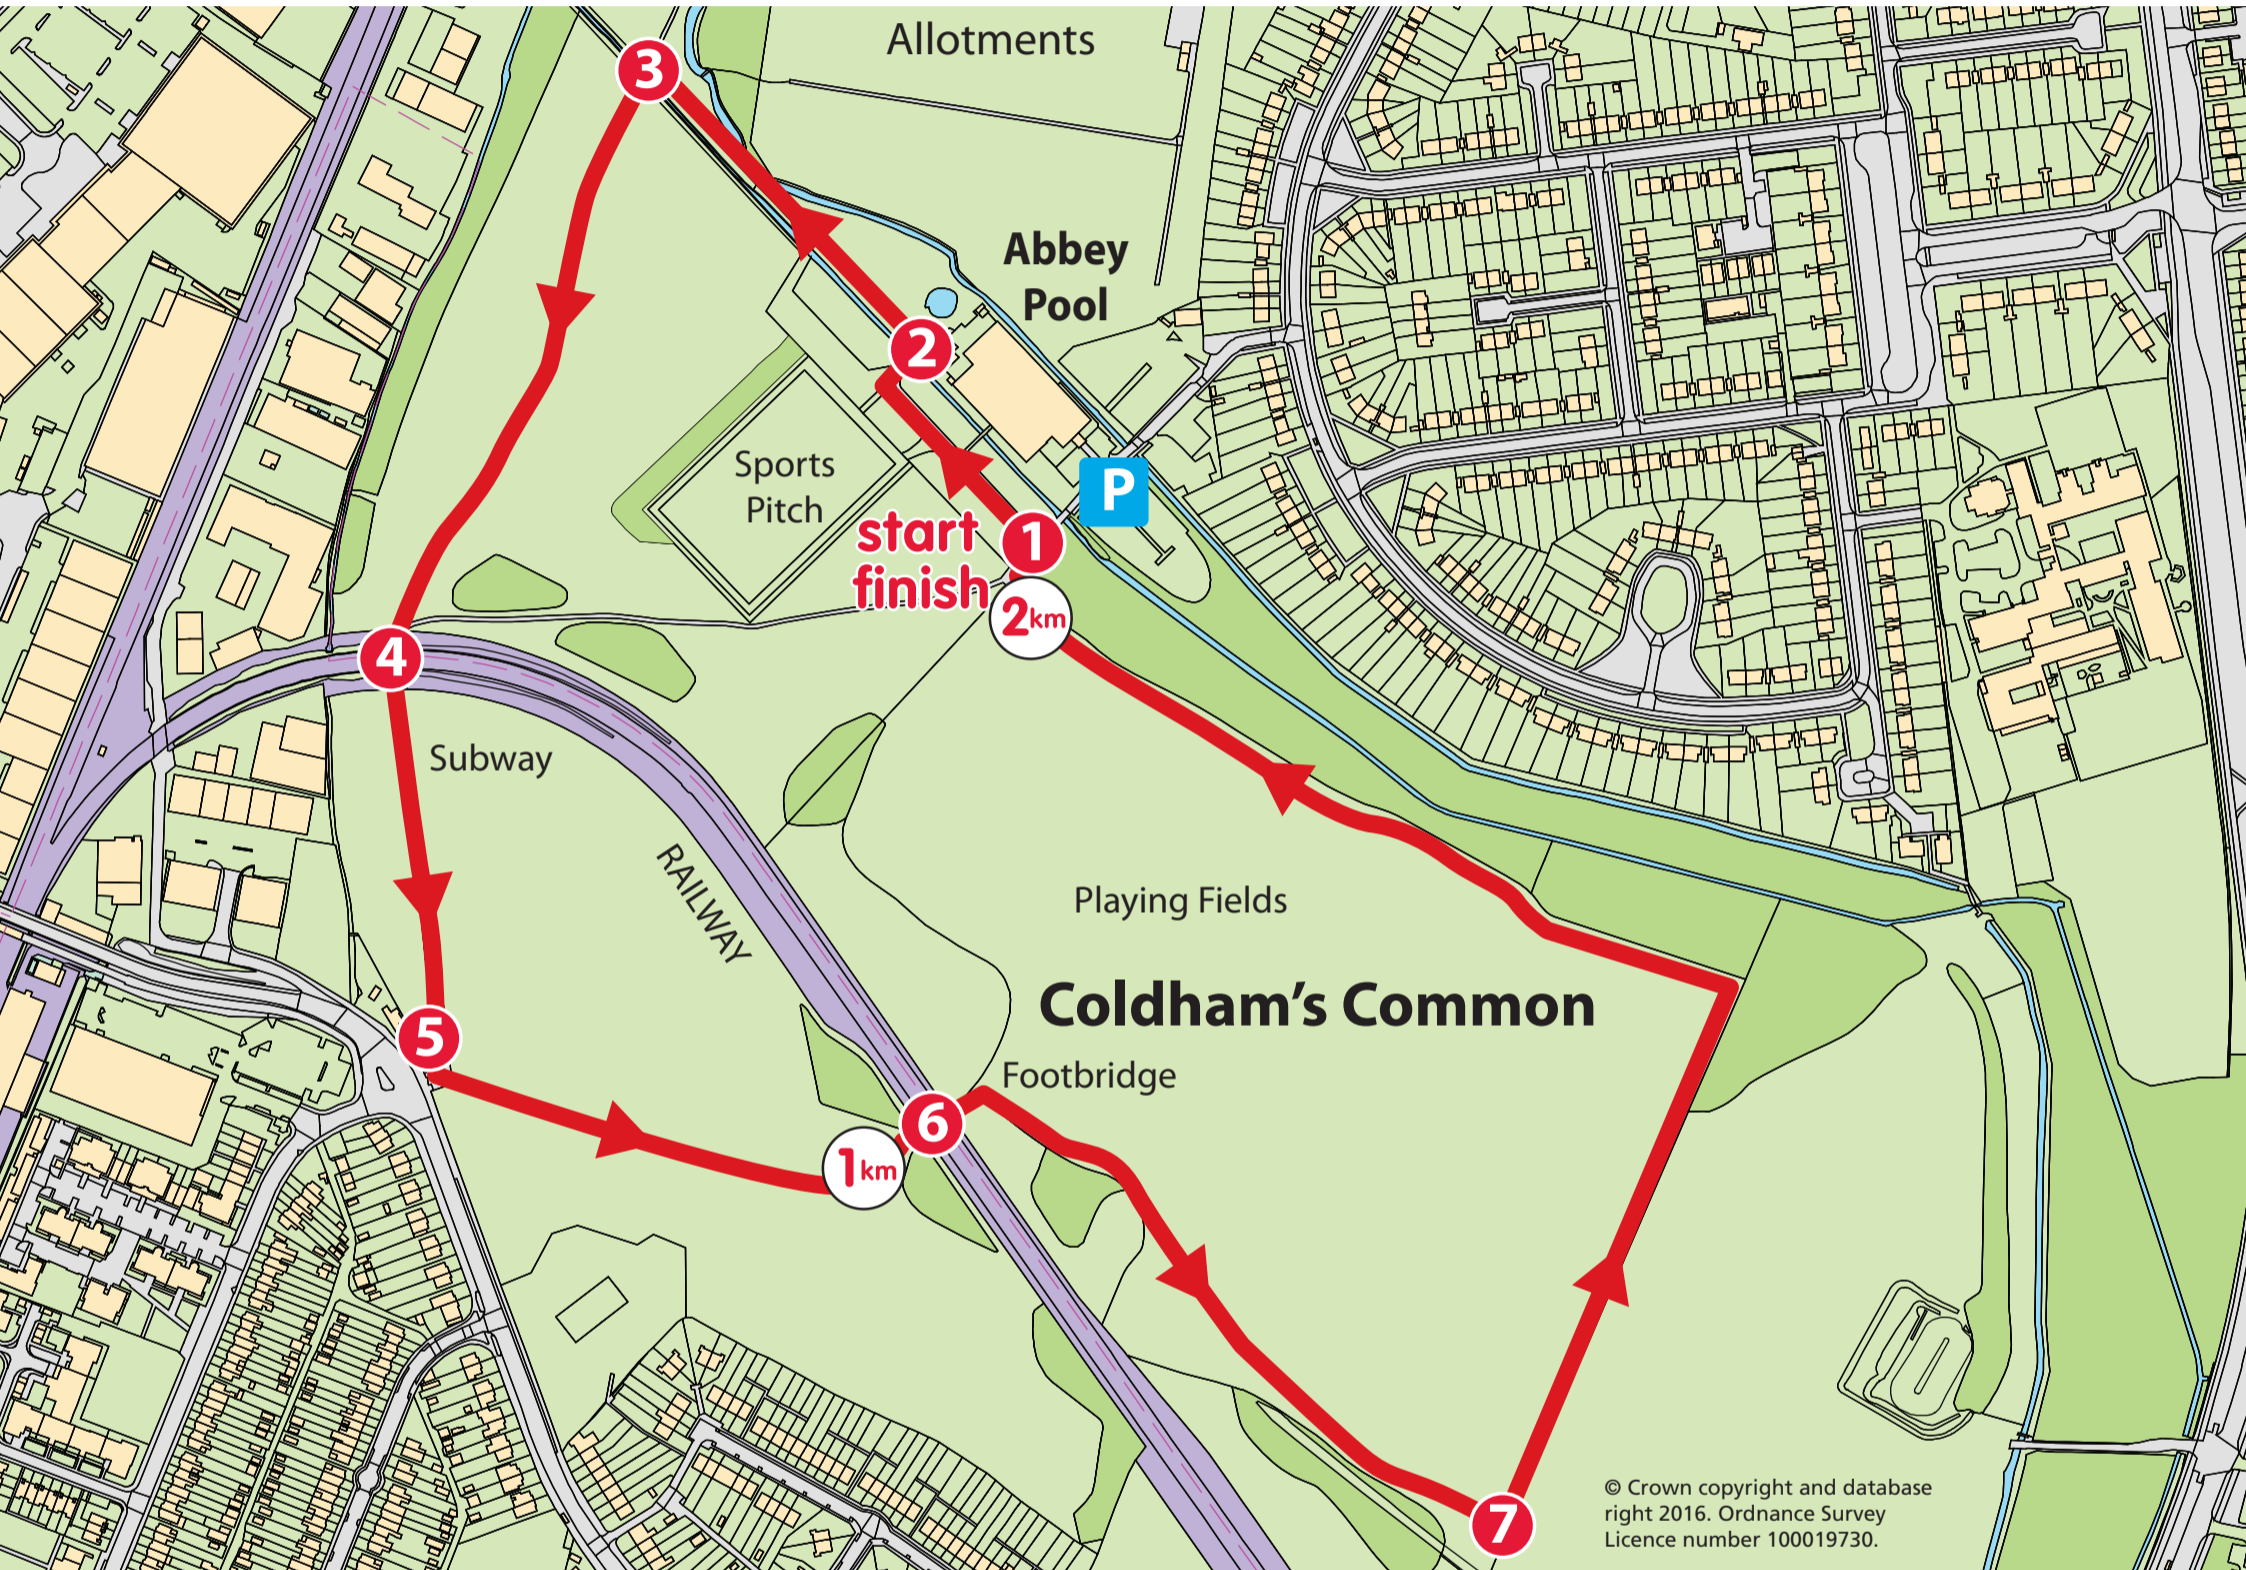 Allotments
3
Abbey
Pool
2
Sports
Pitch
P
start
finish
1
2km
4
Subway
RAILWAY
Playing Fields
Coldham’s Common
5
Footbridge
6
1km
7
© Crown copyright and database
right 2016. Ordnance Survey
Licence number 100019730.